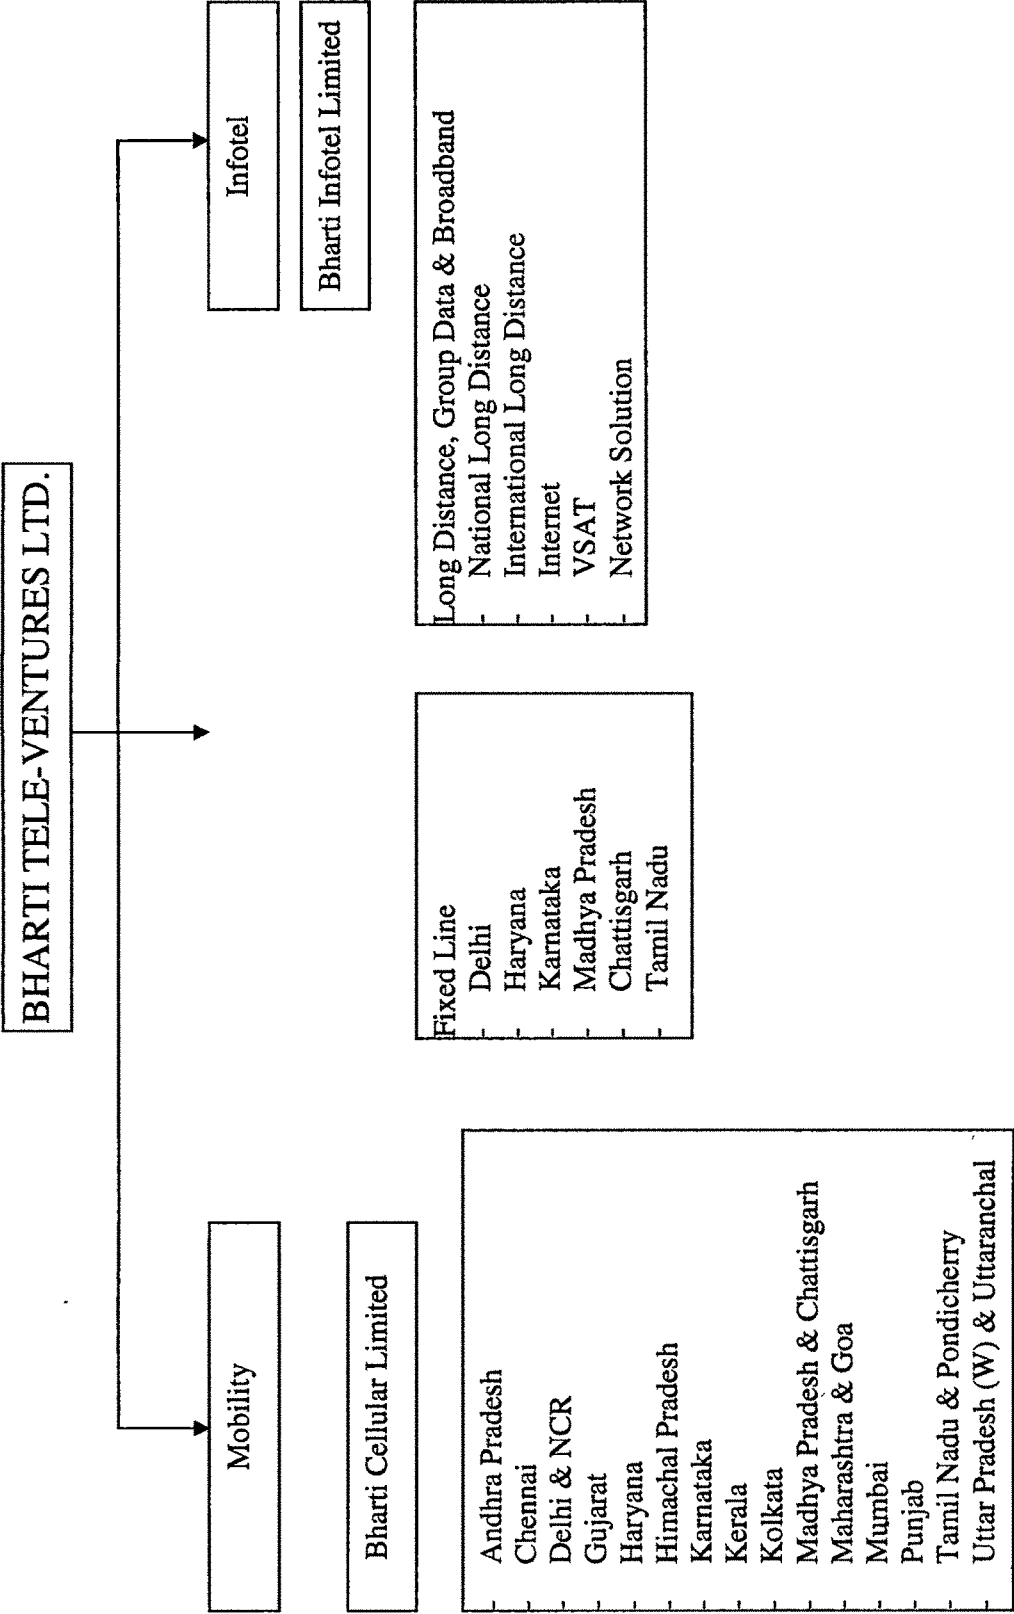 BHARTI TELE-VENTURES LTD.
Mobility
Bharti Cellular Limited
- Andhra Pradesh
- Chennai
- Delhi & NCR
- Gujarat
- Haryana
- Himachal Pradesh
- Karnataka
- Kerala
- Kolkata
- Madhya Pradesh & Chattisgarh
- Maharashtra & Goa
- Mumbai
- Punjab
- Tamil Nadu & Pondicherry
- Uttar Pradesh (W) & Uttaranchal
Fixed Line
- Delhi
- Haryana
- Karnataka
- Madhya Pradesh
- Chattisgarh
- Tamil Nadu
Infotel
Bharti Infotel Limited
Long Distance, Group Data & Broadband
- National Long Distance
- International Long Distance
- Internet
- VSAT
- Network Solution